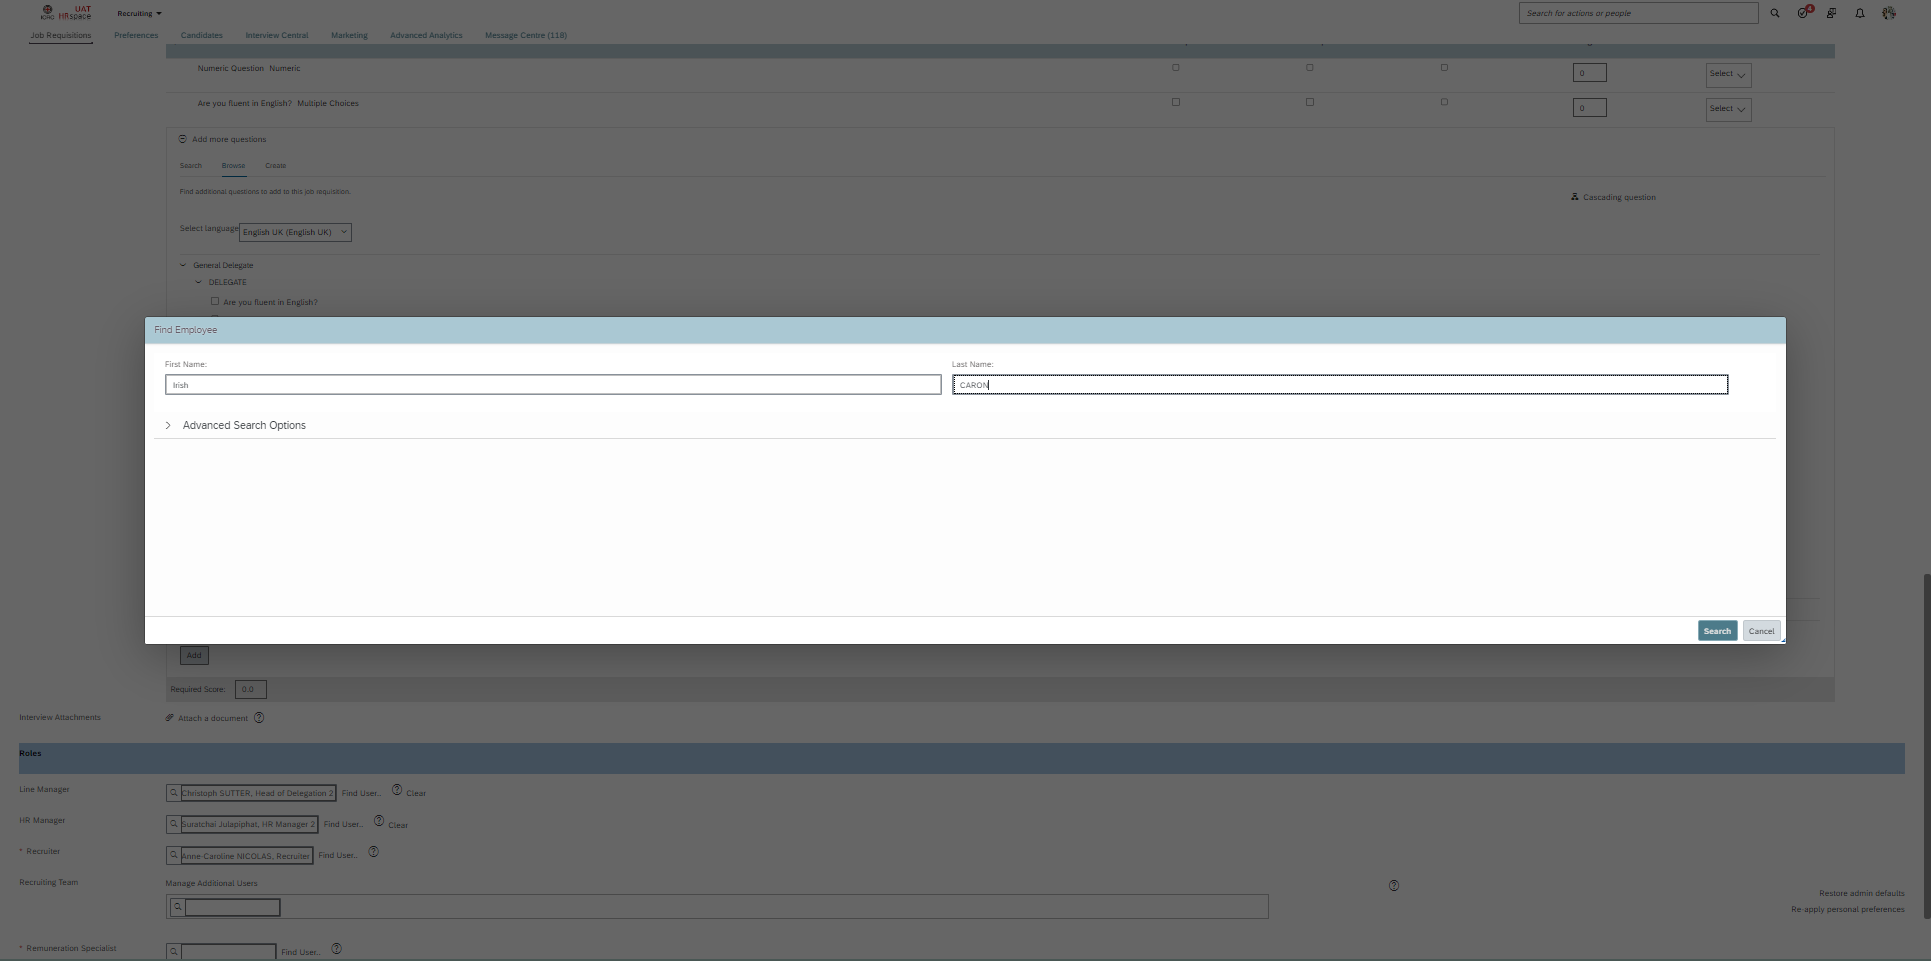 UAT
ICRC HRspace
Recruiting
Search for actions or people
4
Job Requisitions Preferences Candidates Interview Central Marketing Advanced Analytics Message Centre (118)
Numeric Question Numeric 0 Select
Are you fluent in English? Multiple Choices 0 Select
Add more questions
Search Browse Create
Find additional questions to add to this job requisition.
Cascading question
Select language English UK (English UK)
General Delegate
DELEGATE
Are you fluent in English?
Find Employee
First Name: Last Name:
Irish CARON
Advanced Search Options
Search Cancel
Add
Required Score: 0.0
Interview Attachments Attach a document ?
Roles
Line Manager Christoph SUTTER, Head of Delegation 2 Find User... ? Clear
HR Manager Suratchai Julapiphat, HR Manager 2 Find User... ? Clear
* Recruiter Anne-Caroline NICOLAS, Recruiter Find User... ?
Recruiting Team Manage Additional Users ?
Restore admin defaults
Re-apply personal preferences
* Remuneration Specialist Find User... ?